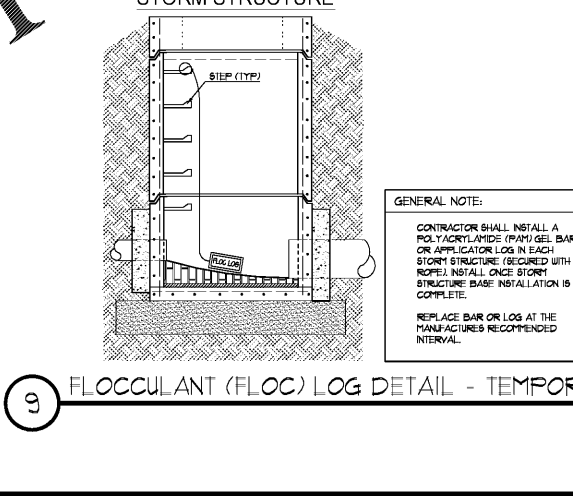 STORM STRUCTURE
STEP (TYP)
FLOC LOG
GENERAL NOTE:
CONTRACTOR SHALL INSTALL A
POLYACRYLAMIDE (PAM) GEL BAR
OR APPLICATOR LOG IN EACH
STORM STRUCTURE (SECURED WITH
ROPE). INSTALL ONCE STORM
STRUCTURE BASE INSTALLATION IS
COMPLETE.
REPLACE BAR OR LOG AT THE
MANUFACTURES RECOMMENDED
INTERVAL.
9 FLOCCULANT (FLOC) LOG DETAIL - TEMPOR